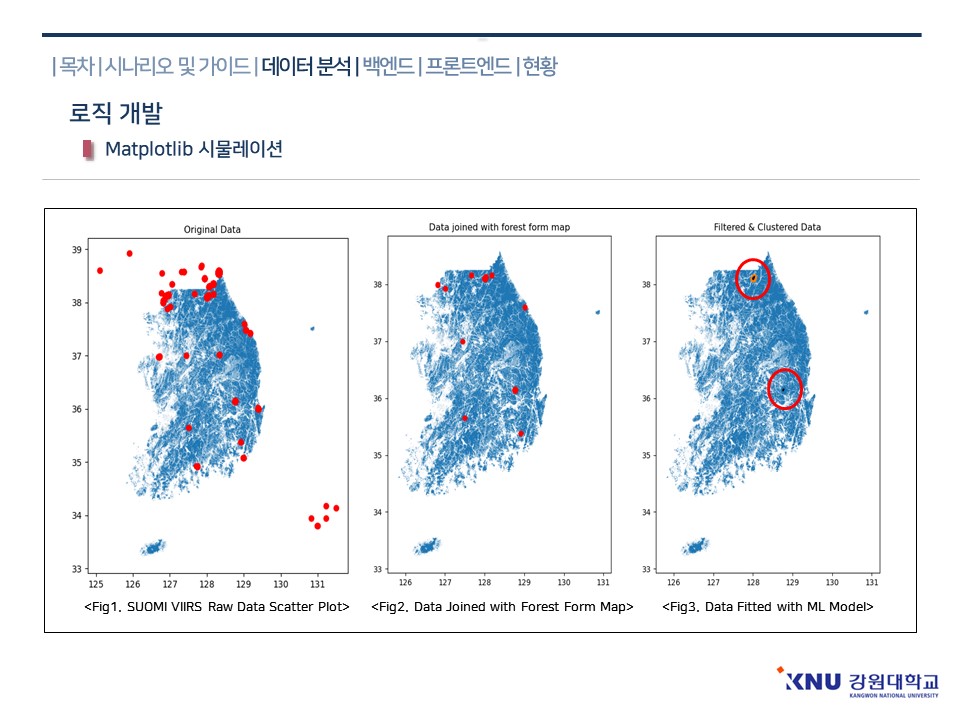 | 목차 | 시나리오 및 가이드 | 데이터 분석 | 백엔드 | 프론트엔드 | 현황
로직 개발
Matplotlib 시물레이션
Original Data
39
38
37
36
35
34
33
125 126 127 128 129 130 131
<Fig1. SUOMI VIIRS Raw Data Scatter Plot>
Data joined with forest form map
38
37
36
35
34
33
126 127 128 129 130 131
<Fig2. Data Joined with Forest Form Map>
Filtered & Clustered Data
38
37
36
35
34
33
126 127 128 129 130 131
<Fig3. Data Fitted with ML Model>
KNU 강원대학교
KANGWON NATIONAL UNIVERSITY